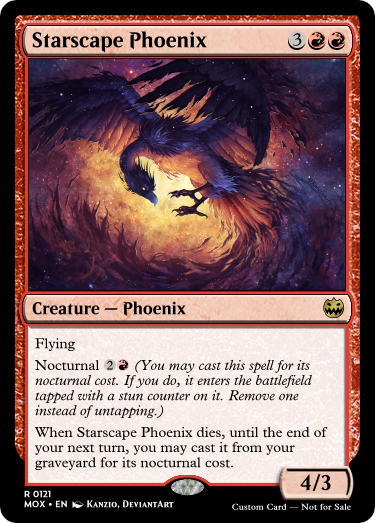 Starscape Phoenix 3
Creature — Phoenix
Flying
Nocturnal 2 (You may cast this spell for its
nocturnal cost. If you do, it enters the battlefield
tapped with a stun counter on it. Remove one
instead of untapping.)
When Starscape Phoenix dies, until the end of
your next turn, you may cast it from your
graveyard for its nocturnal cost.
4/3
R 0121
MOX • EN Kanzio, DeviantArt
Custom Card — Not for Sale